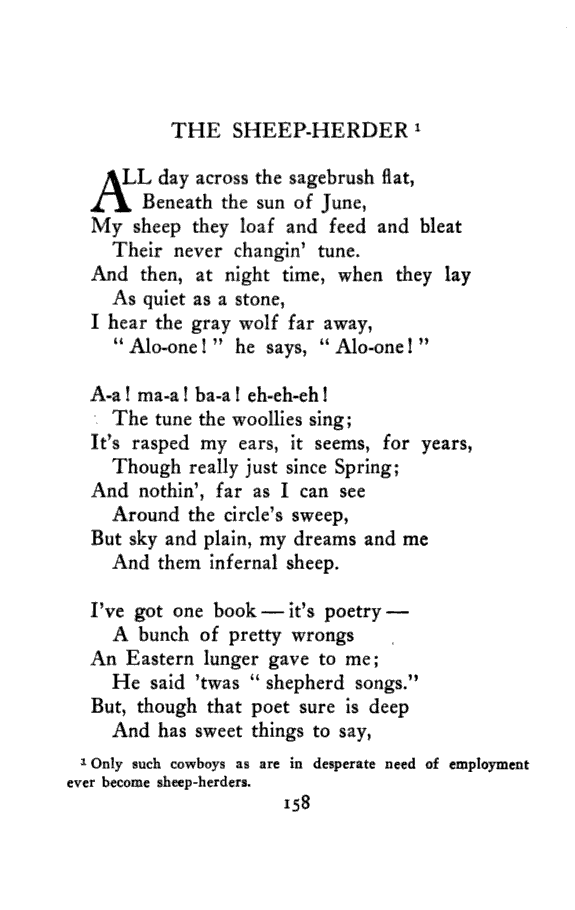 THE SHEEP-HERDER ¹
ALL day across the sagebrush flat,
Beneath the sun of June,
My sheep they loaf and feed and bleat
Their never changin' tune.
And then, at night time, when they lay
As quiet as a stone,
I hear the gray wolf far away,
“ Alo-one ! ” he says, “ Alo-one ! ”
A-a ! ma-a ! ba-a ! eh-eh-eh !
The tune the woollies sing;
It's rasped my ears, it seems, for years,
Though really just since Spring;
And nothin', far as I can see
Around the circle's sweep,
But sky and plain, my dreams and me
And them infernal sheep.
I've got one book — it's poetry —
A bunch of pretty wrongs
An Eastern lunger gave to me;
He said 'twas “ shepherd songs.”
But, though that poet sure is deep
And has sweet things to say,
¹ Only such cowboys as are in desperate need of employment
ever become sheep-herders.
158